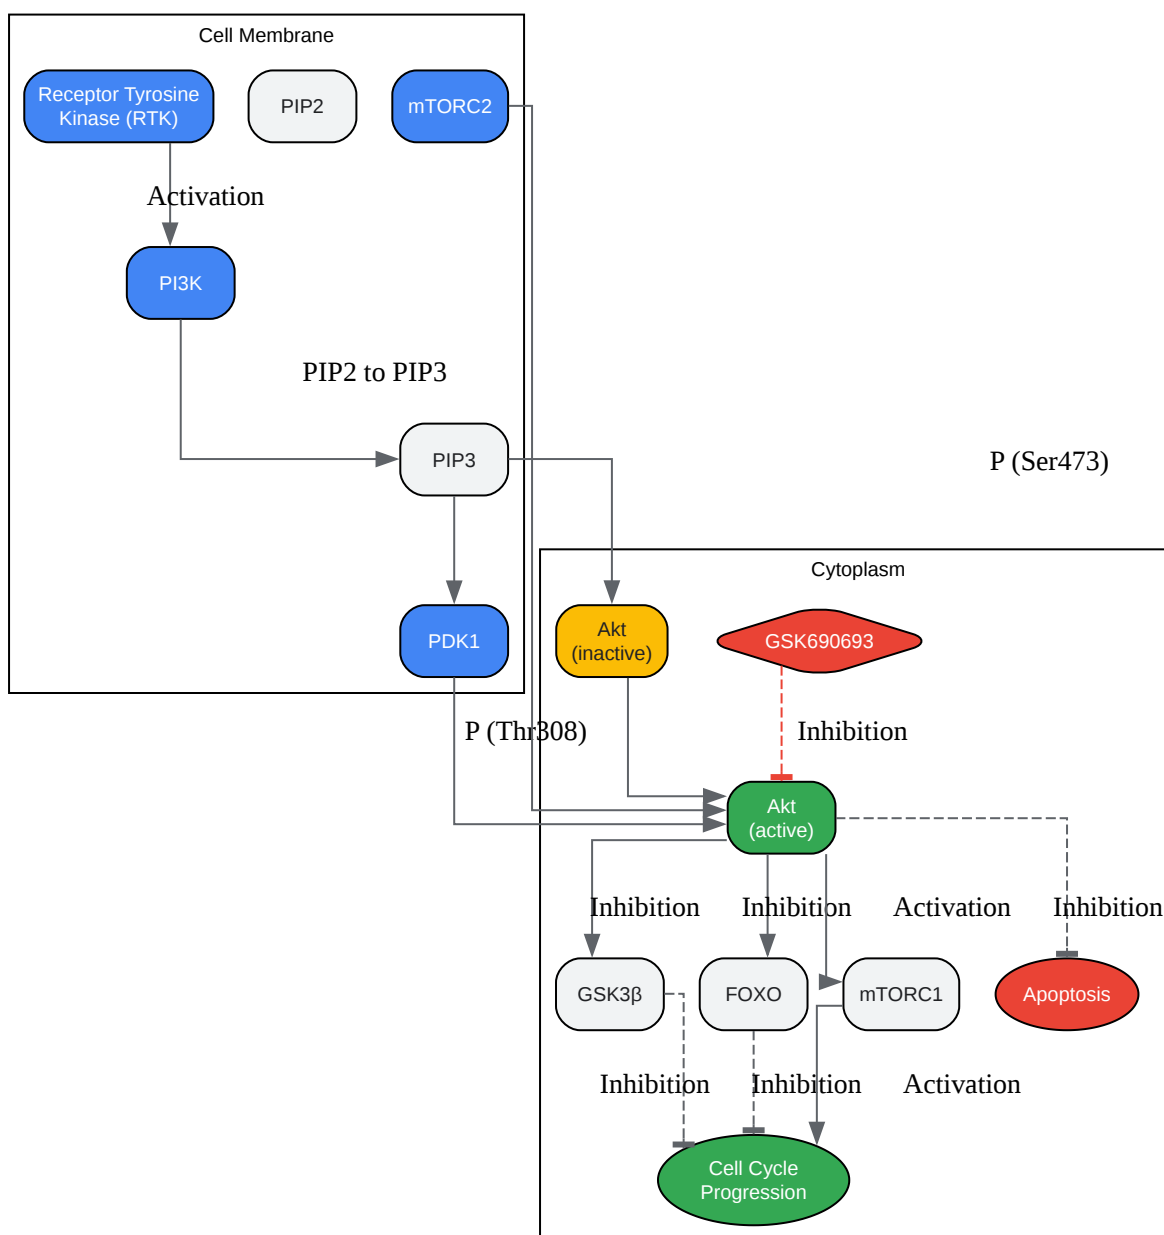 Cell Membrane
Receptor Tyrosine
Kinase (RTK)
PIP2
mTORC2
Activation
PI3K
PIP2 to PIP3
PIP3
P (Ser473)
Cytoplasm
PDK1
Akt
(inactive)
GSK690693
P (Thr308)
Inhibition
Akt
(active)
Inhibition
Inhibition
Activation
Inhibition
GSK3β
FOXO
mTORC1
Apoptosis
Inhibition
Inhibition
Activation
Cell Cycle
Progression